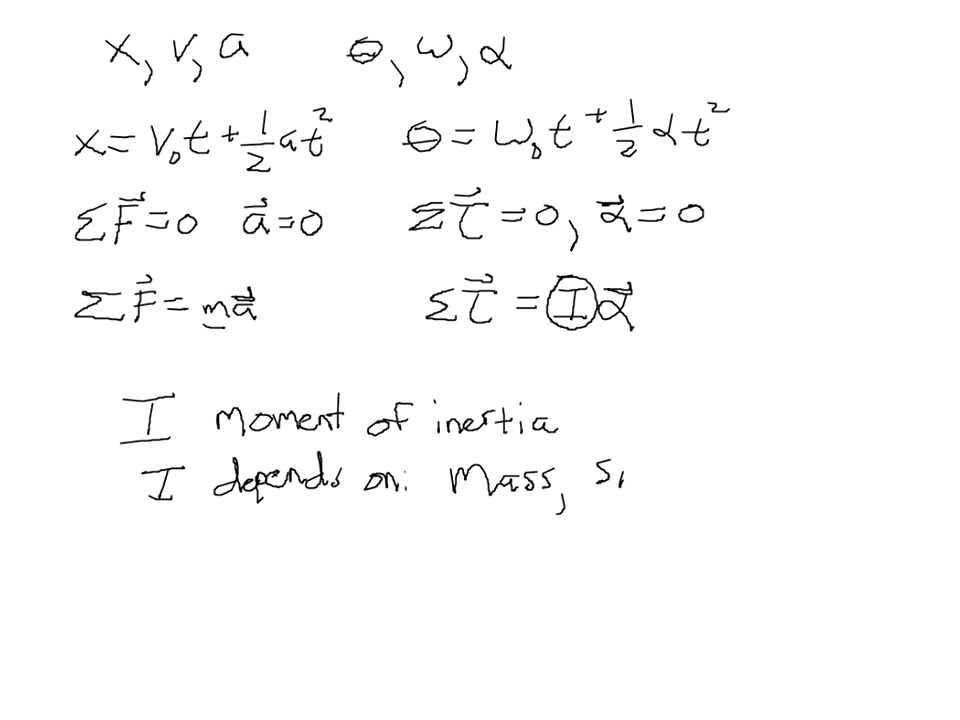 x, v, a θ, ω, α
x = v₀t + ½at² θ = ω₀t + ½αt²
ΣF⃗ = 0 a⃗ = 0 Στ⃗ = 0, α⃗ = 0
ΣF⃗ = ma⃗ Στ⃗ = Iα⃗
I moment of inertia
I depends on: Mass, s